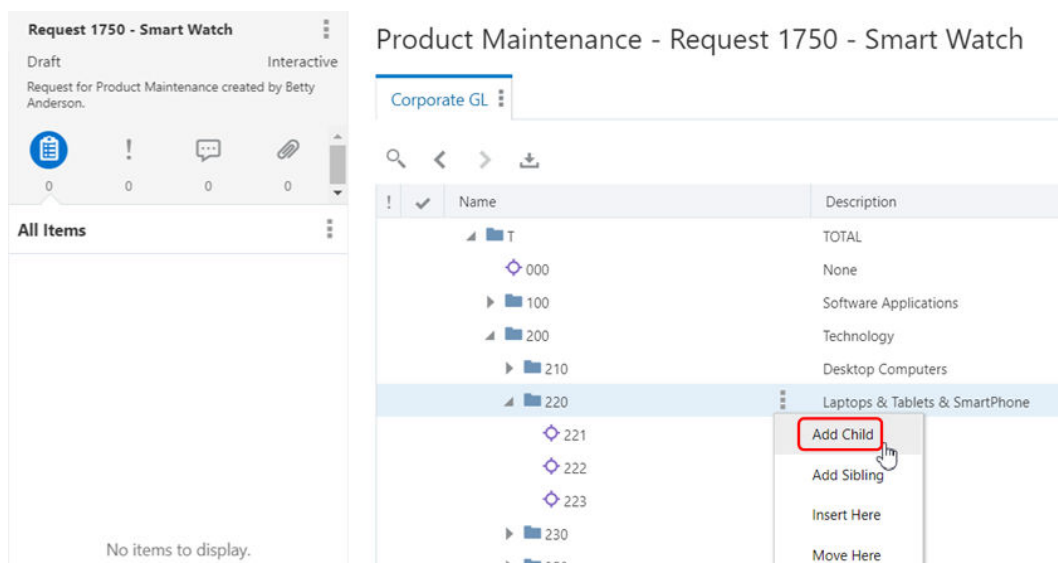 Request 1750 - Smart Watch
Draft Interactive
Request for Product Maintenance created by Betty
Anderson.
! 
0 0 0 0
All Items
No items to display.
Product Maintenance - Request 1750 - Smart Watch
Corporate GL
! Name Description
T TOTAL
000 None
100 Software Applications
200 Technology
210 Desktop Computers
220 Laptops & Tablets & SmartPhone
221
222
223
230
Add Child
Add Sibling
Insert Here
Move Here